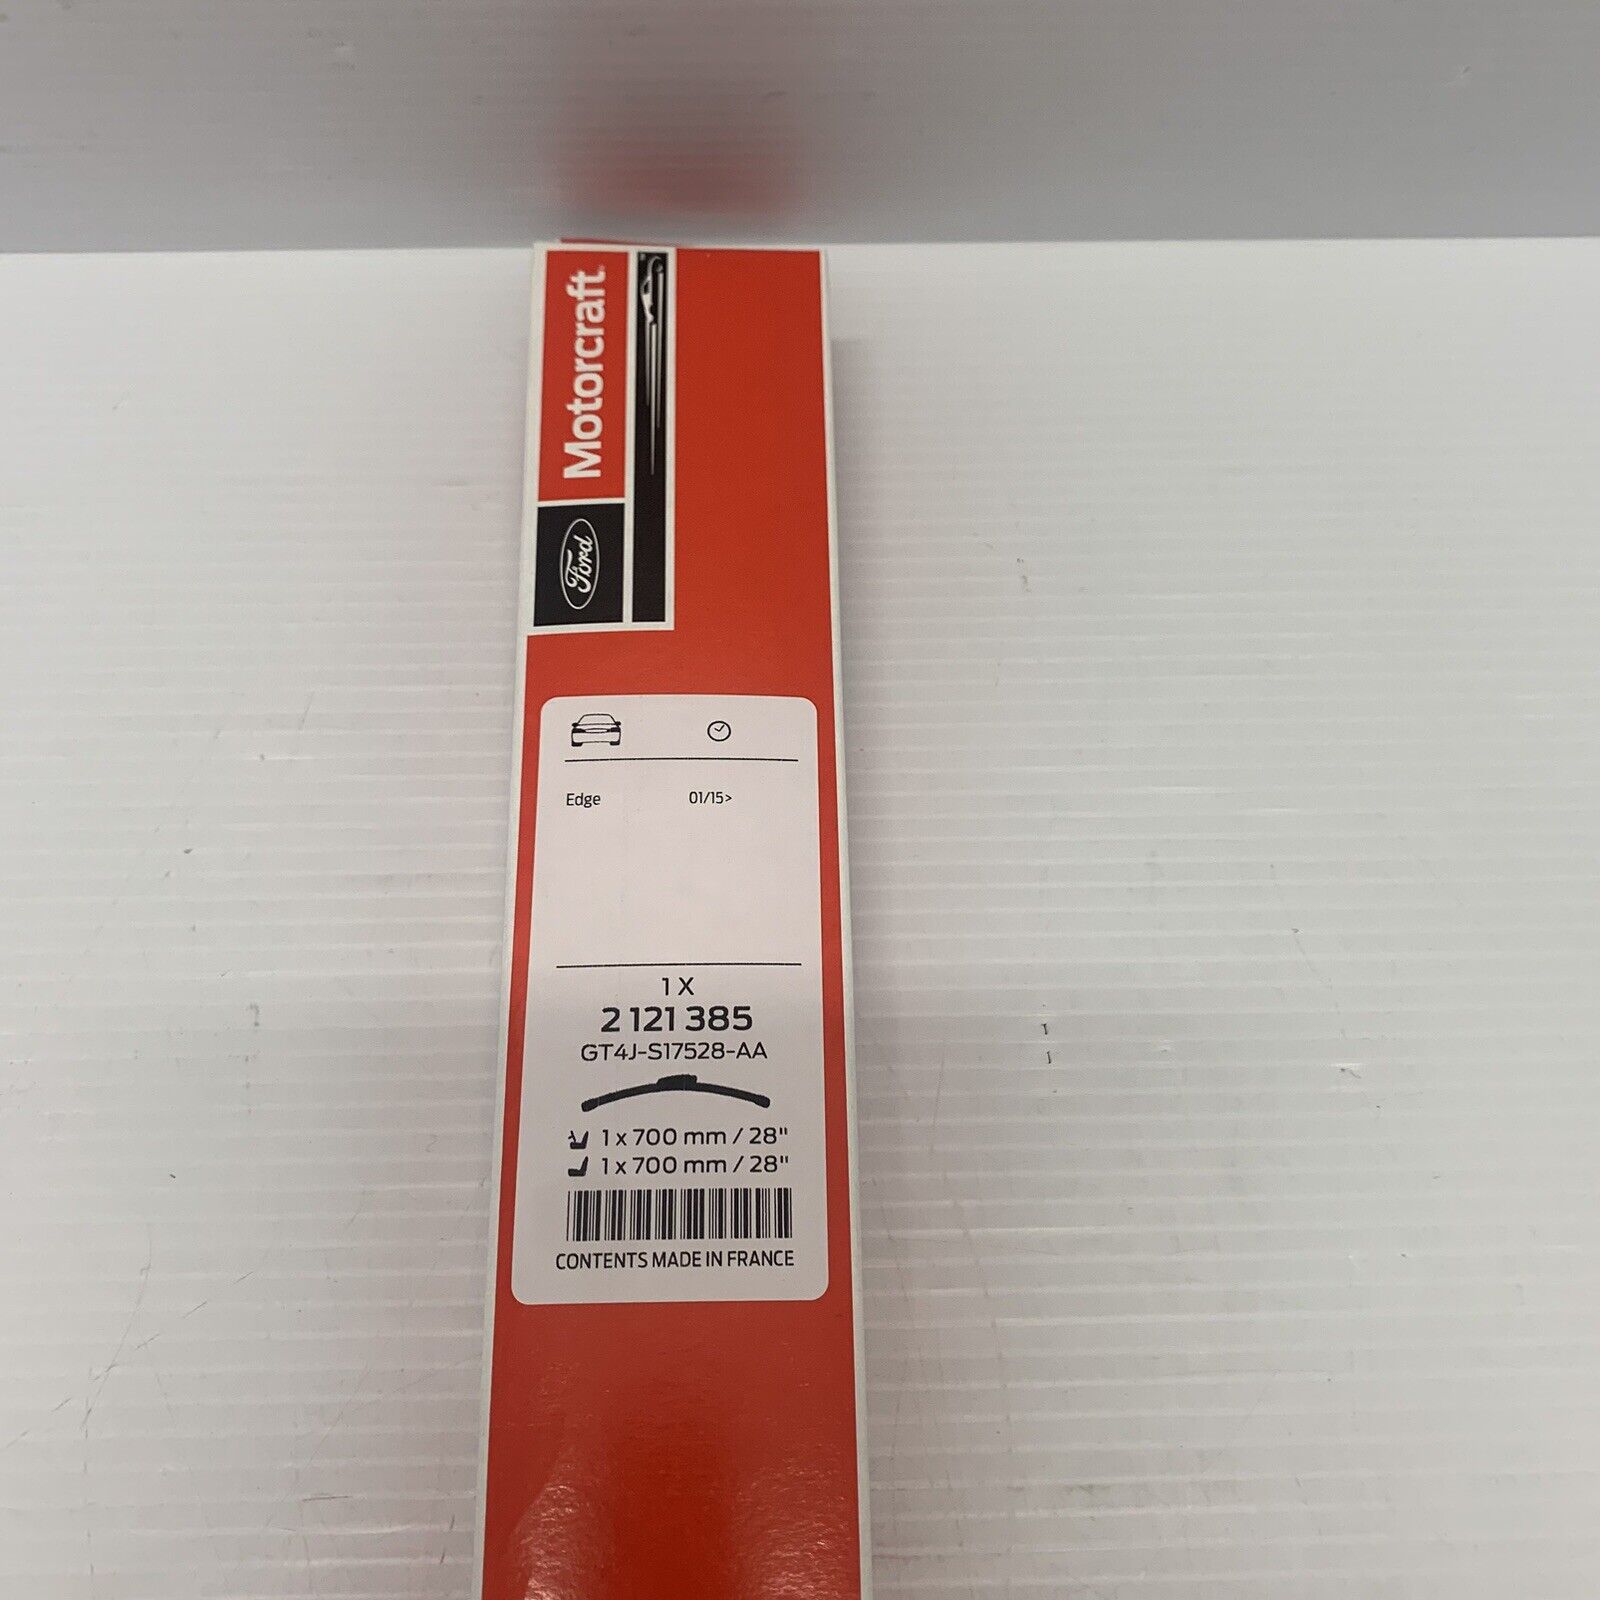 Motorcraft
Ford
Edge 01/15>
1 X
2 121 385
GT4J-S17528-AA
1 x 700 mm / 28"
1 x 700 mm / 28"
CONTENTS MADE IN FRANCE